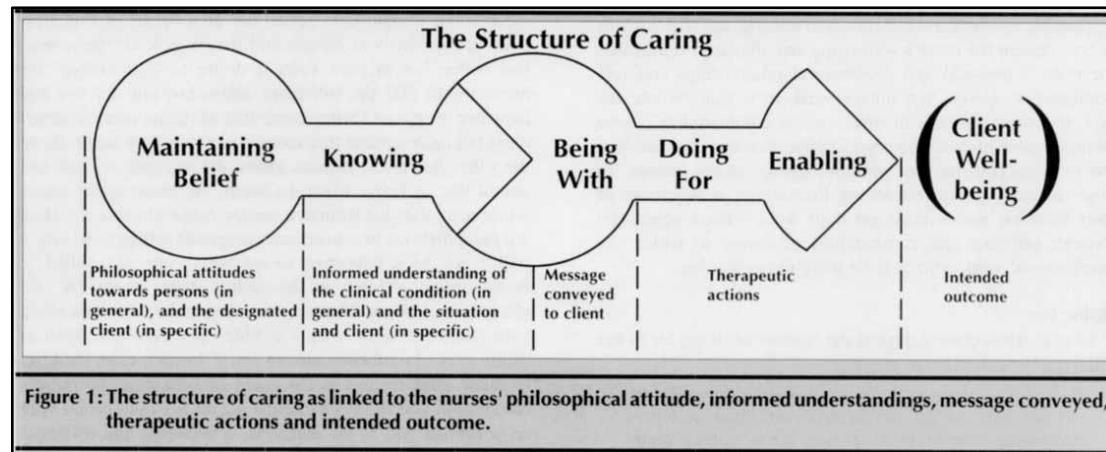 The Structure of Caring
Maintaining
Belief
Knowing
Being
With
Doing
For
Enabling
Client
Well-
being
Philosophical attitudes
towards persons (in
general), and the designated
client (in specific)
Informed understanding of
the clinical condition (in
general) and the situation
and client (in specific)
Message
conveyed
to client
Therapeutic
actions
Intended
outcome
Figure 1: The structure of caring as linked to the nurses' philosophical attitude, informed understandings, message conveyed,
therapeutic actions and intended outcome.